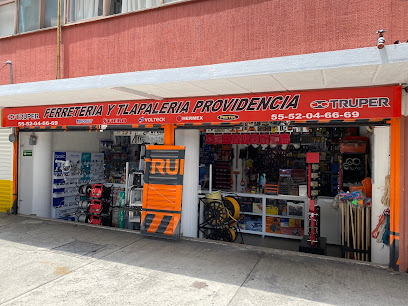 FERRETERIA Y TLAPALERIA PROVIDENCIA
TRUPER
TRUPER
55-52-04-66-69
VOLTECK
HERMEX
PRETUL
55-52-04-66-69
TRU